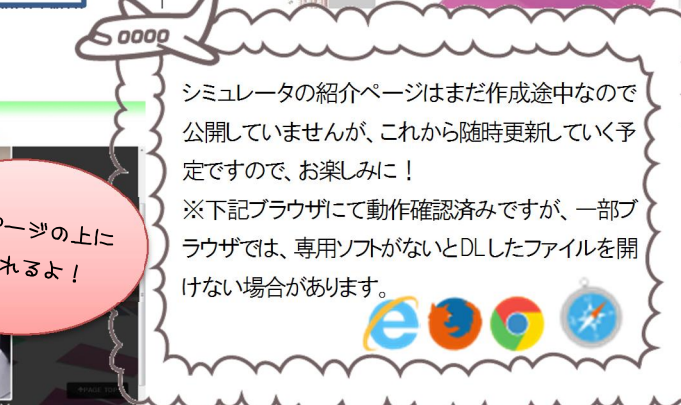 シミュレータの紹介ページはまだ作成途中なので
公開していませんが、これから随時更新していく予
定ですので、お楽しみに！
※下記ブラウザにて動作確認済みですが、一部ブ
ラウザでは、専用ソフトがないとDLしたファイルを開
けない場合があります。
ページの上に
れるよ！
PAGE TOP